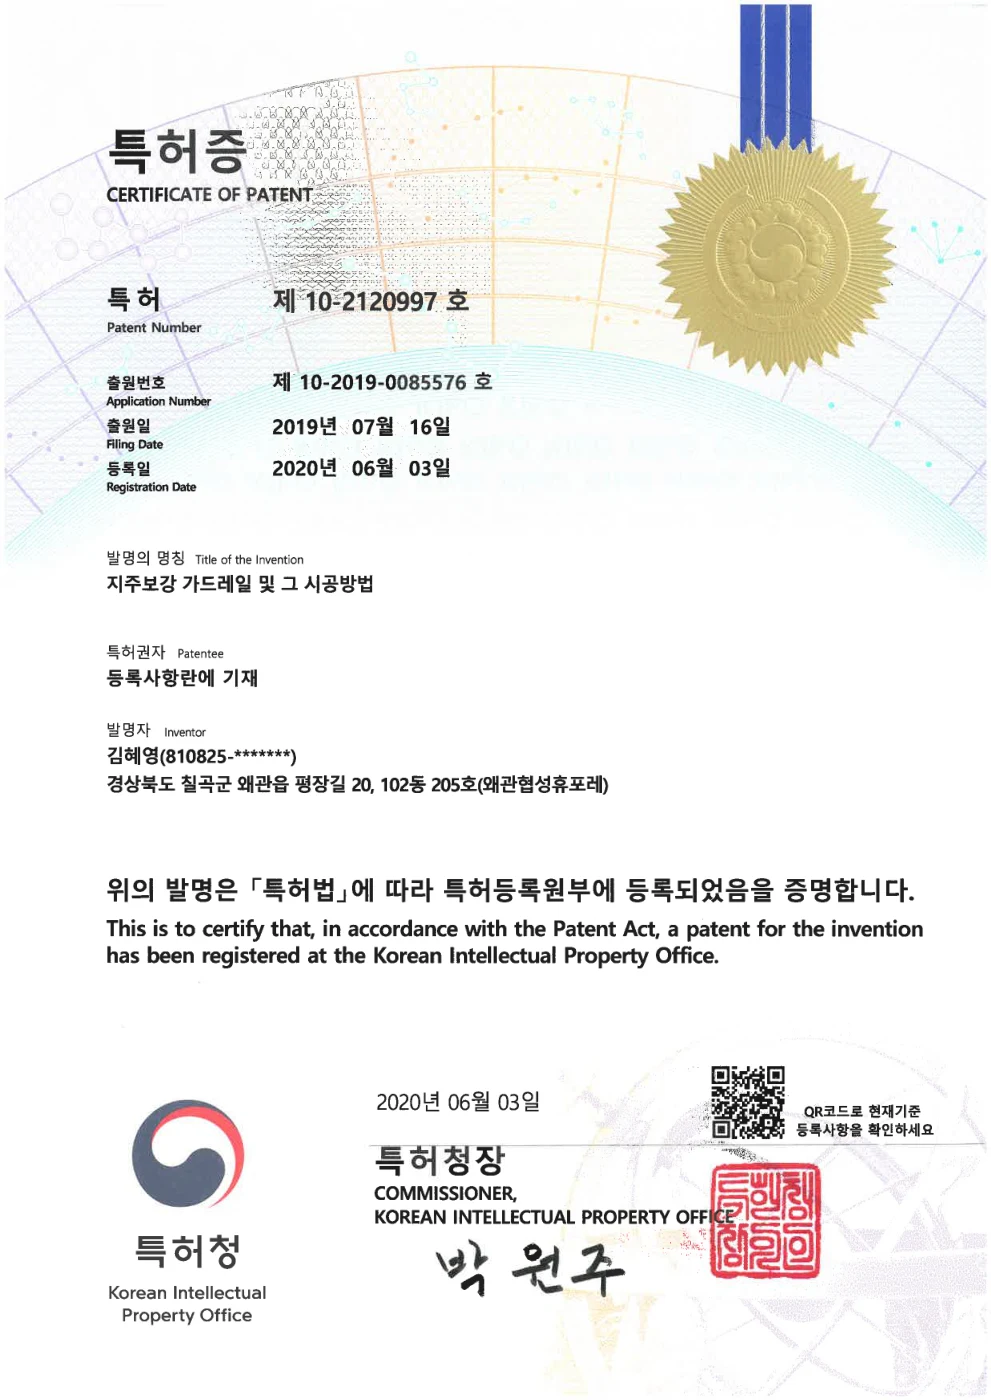 특허증
CERTIFICATE OF PATENT
특 허 제 10-2120997 호
Patent Number
출원번호 제 10-2019-0085576 호
Application Number
출원일 2019년 07월 16일
Filing Date
등록일 2020년 06월 03일
Registration Date
발명의 명칭 Title of the Invention
지주보강 가드레일 및 그 시공방법
특허권자 Patentee
등록사항란에 기재
발명자 Inventor
김혜영(810825-*******)
경상북도 칠곡군 왜관읍 평장길 20, 102동 205호(왜관협성휴포레)
위의 발명은 「특허법」에 따라 특허등록원부에 등록되었음을 증명합니다.
This is to certify that, in accordance with the Patent Act, a patent for the invention
has been registered at the Korean Intellectual Property Office.
2020년 06월 03일
QR코드로 현재기준
등록사항을 확인하세요
특허청장
COMMISSIONER,
KOREAN INTELLECTUAL PROPERTY OFFICE
박원주
특허청
Korean Intellectual
Property Office